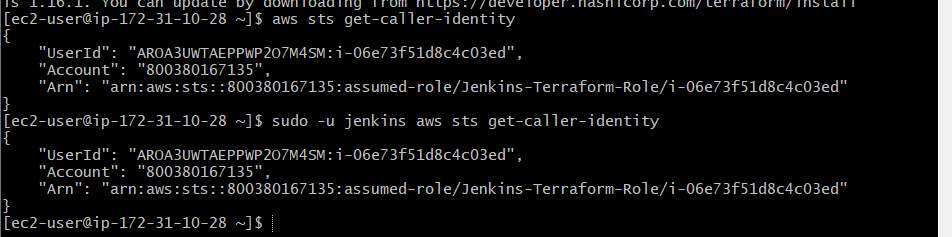 is 1.16.1. You can update by downloading from https://developer.hashicorp.com/terraform/install
[ec2-user@ip-172-31-10-28 ~]$ aws sts get-caller-identity
{
    "UserId": "AROA3UWTAEPPWP2O7M4SM:i-06e73f51d8c4c03ed",
    "Account": "800380167135",
    "Arn": "arn:aws:sts::800380167135:assumed-role/Jenkins-Terraform-Role/i-06e73f51d8c4c03ed"
}
[ec2-user@ip-172-31-10-28 ~]$ sudo -u jenkins aws sts get-caller-identity
{
    "UserId": "AROA3UWTAEPPWP2O7M4SM:i-06e73f51d8c4c03ed",
    "Account": "800380167135",
    "Arn": "arn:aws:sts::800380167135:assumed-role/Jenkins-Terraform-Role/i-06e73f51d8c4c03ed"
}
[ec2-user@ip-172-31-10-28 ~]$